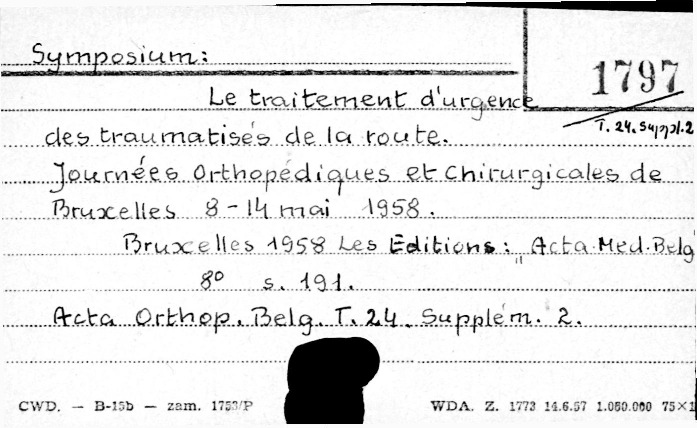 Symposium:
1797
T. 24. Suppl. 2
Le traitement d'urgence
des traumatisés de la route.
Journées Orthopédiques et Chirurgicales de
Bruxelles 8-14 mai 1958.
Bruxelles 1958 Les Editions: "Acta Med. Belg
8° s. 191.
Acta Orthop. Belg. T. 24. Supplém. 2.
CWD. — B-15b — zam. 1753/P WDA. Z. 1773 14.6.57 1.050.000 75×1